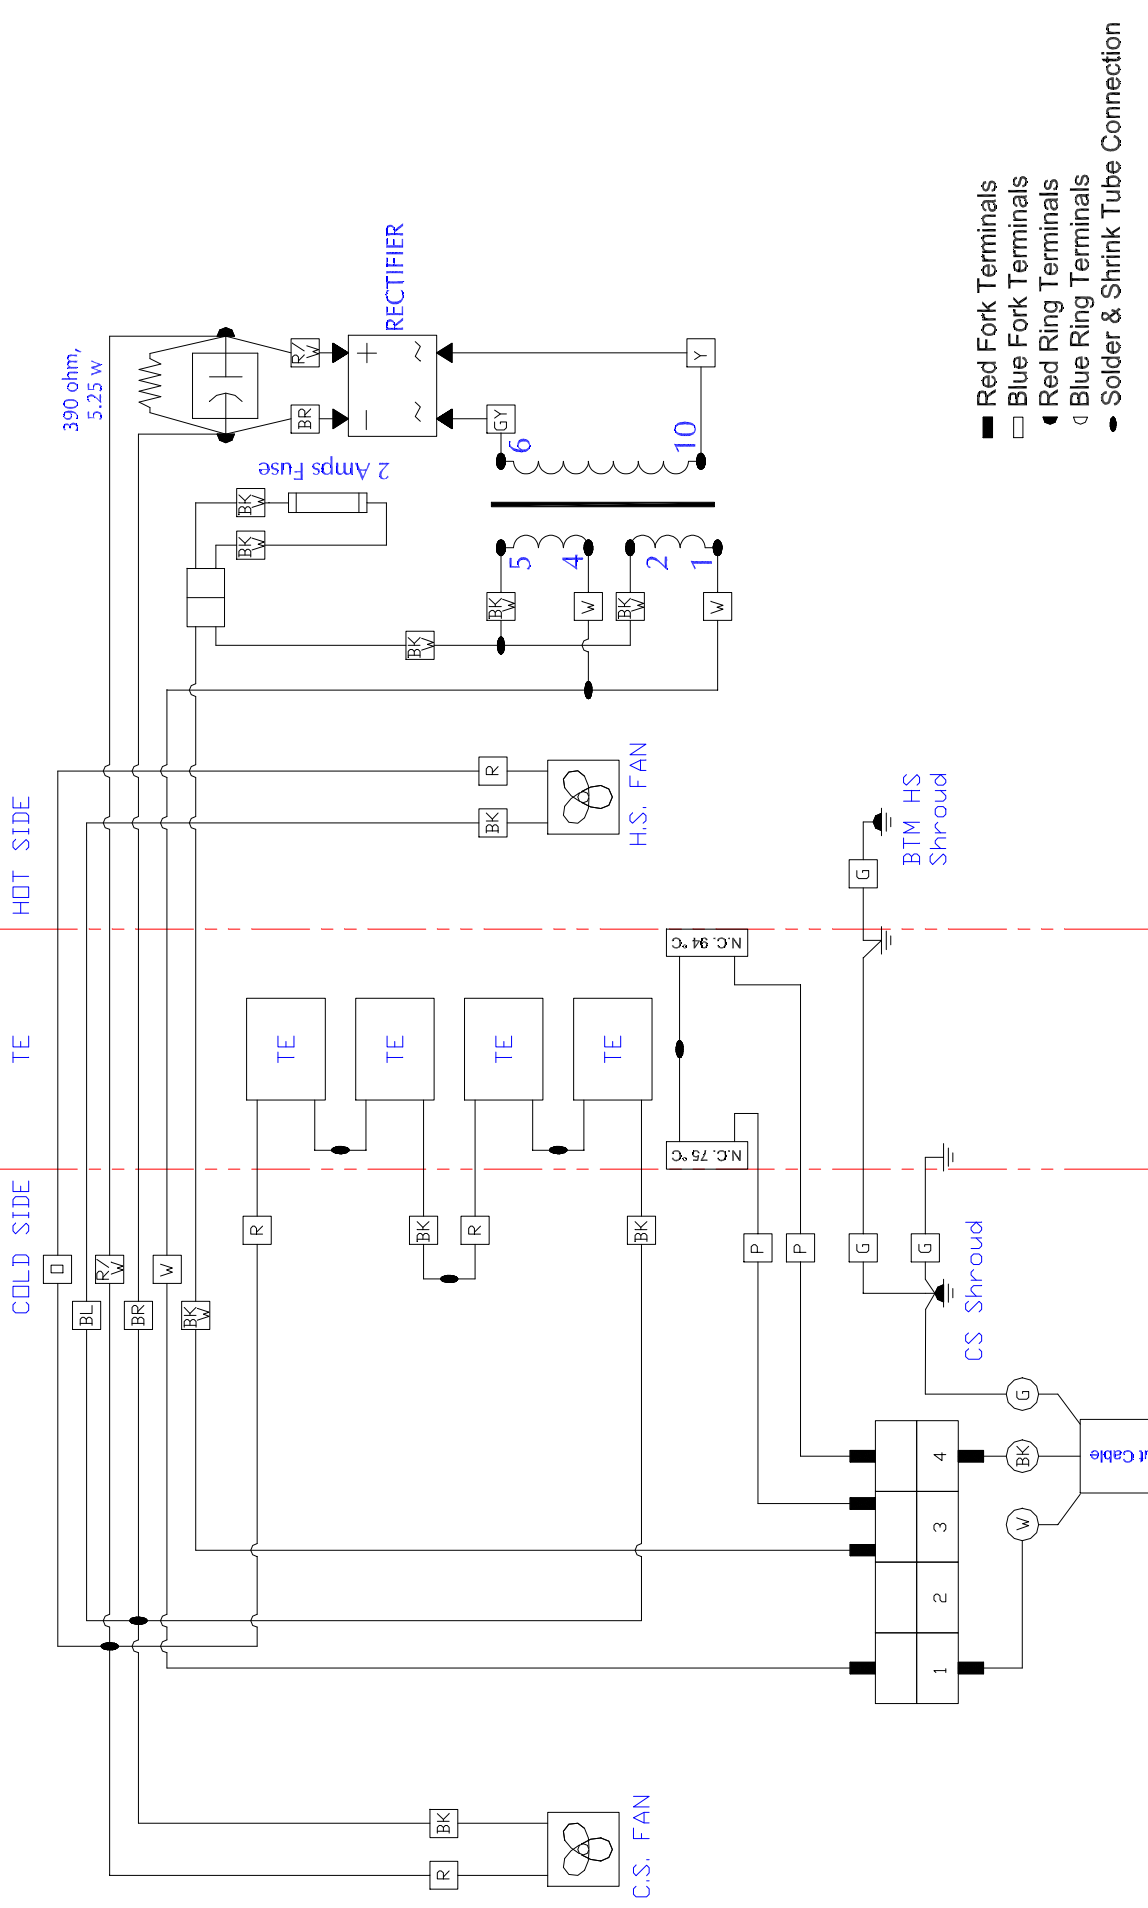 HOT SIDE
TE
COLD SIDE
390 ohm,
5.25 w
RECTIFIER
+
−
~
~
R/W
BR
GY
Y
6
10
2 Amps Fuse
BK/W
BK/W
BK/W
5
4
2
1
BK/W
W
BK/W
W
R
BK
H.S. FAN
TE
TE
TE
TE
N.C. 94 °C
N.C. 75 °C
G
BTM HS
Shroud
O
BL
R/W
BR
W
BK/W
R
BK
R
BK
P
P
G
G
CS Shroud
G
BK
W
4
3
2
1
Cable
BK
R
C.S. FAN
Red Fork Terminals
Blue Fork Terminals
Red Ring Terminals
Blue Ring Terminals
Solder & Shrink Tube Connection